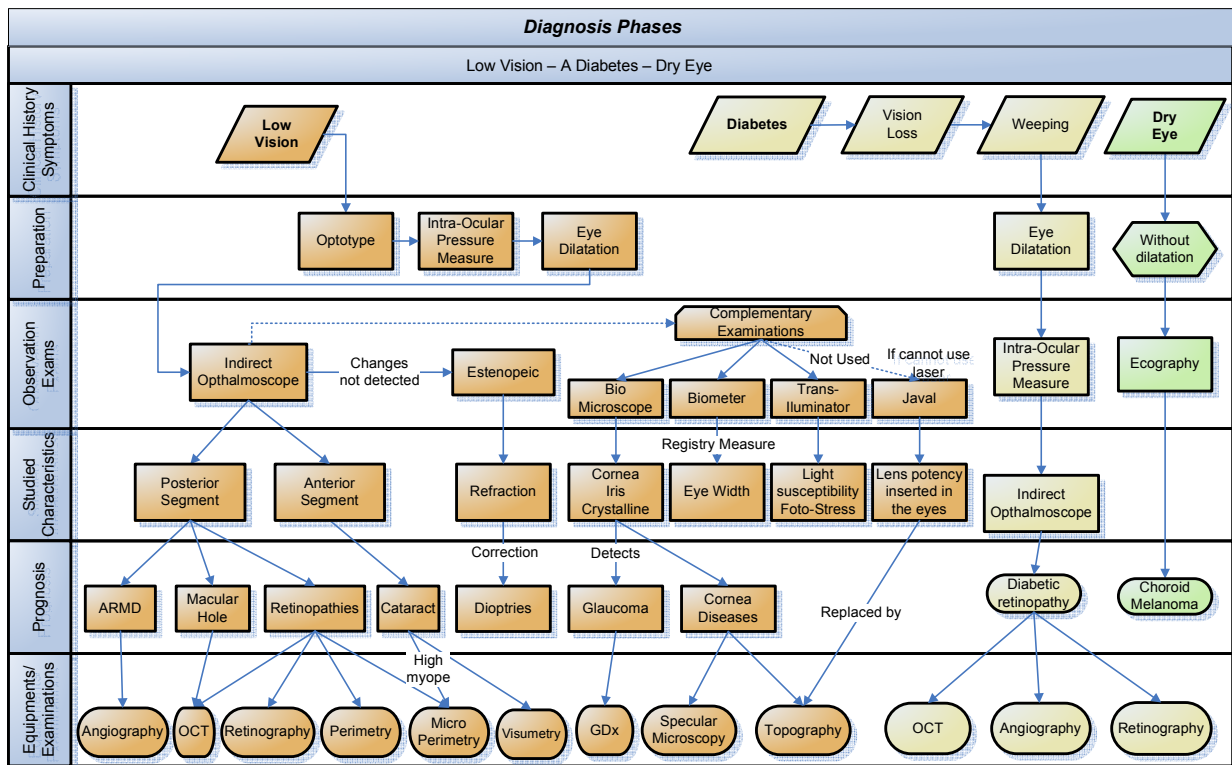 Diagnosis Phases
Low Vision – A Diabetes – Dry Eye
Clinical History
Symptoms
Low
Vision
Diabetes
Vision
Loss
Weeping
Dry
Eye
Preparation
Optotype
Intra-Ocular
Pressure
Measure
Eye
Dilatation
Eye
Dilatation
Without
dilatation
Observation
Exams
Indirect
Opthalmoscope
Changes
not detected
Estenopeic
Complementary
Examinations
Not Used
If cannot use
laser
Bio
Microscope
Biometer
Trans-
Iluminator
Javal
Intra-Ocular
Pressure
Measure
Ecography
Registry Measure
Studied
Characteristics
Posterior
Segment
Anterior
Segment
Refraction
Cornea
Iris
Crystalline
Eye Width
Light
susceptibility
Foto-Stress
Lens potency
inserted in
the eyes
Indirect
Opthalmoscope
Correction
Detects
Prognosis
ARMD
Macular
Hole
Retinopathies
Cataract
Dioptries
Glaucoma
Cornea
Diseases
Replaced by
Diabetic
retinopathy
Choroid
Melanoma
High
myope
Equipments/
Examinations
Angiography
OCT
Retinography
Perimetry
Micro
Perimetry
Visumetry
GDx
Specular
Microscopy
Topography
OCT
Angiography
Retinography